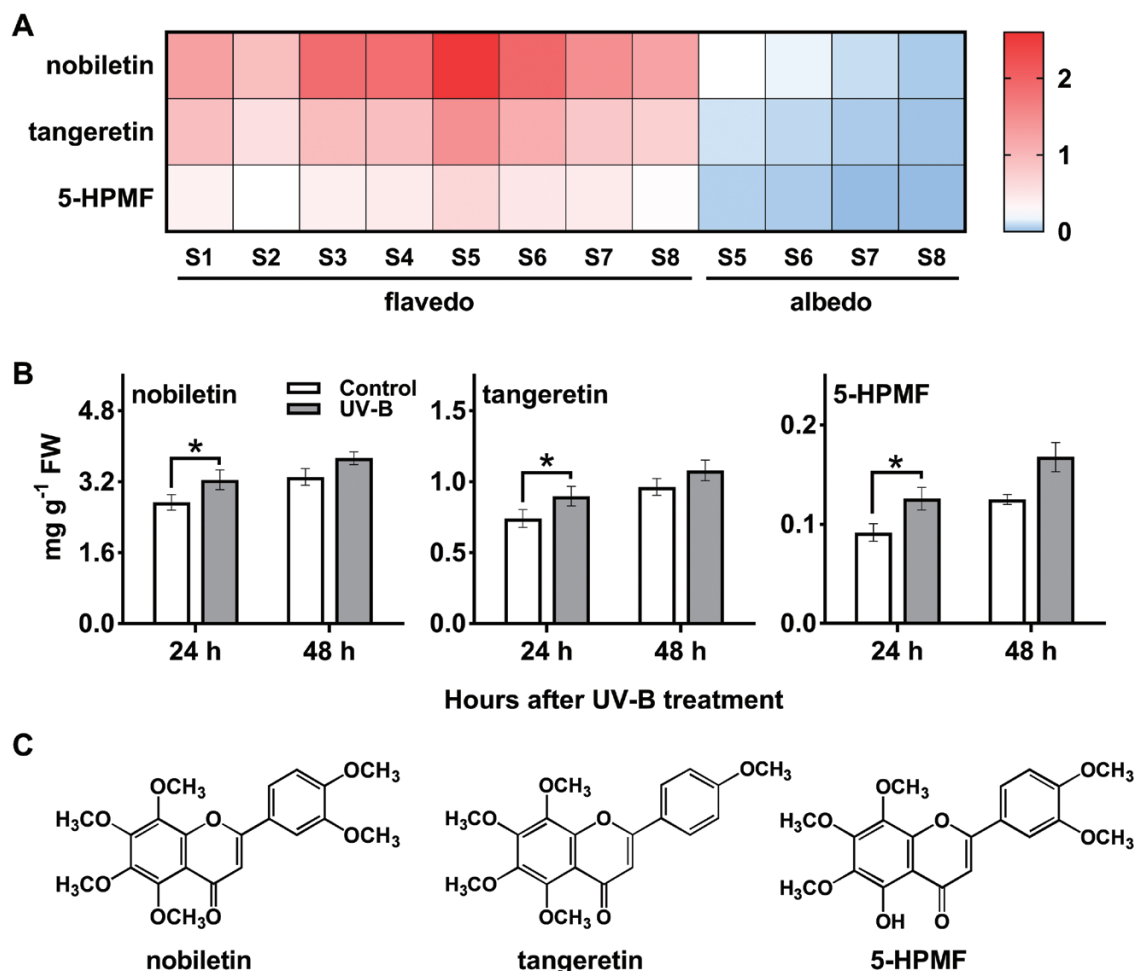 A
nobiletin
tangeretin
5-HPMF
S1 S2 S3 S4 S5 S6 S7 S8 S5 S6 S7 S8
flavedo albedo
2
1
0
B
nobiletin
Control
UV-B
tangeretin
5-HPMF
mg g⁻¹ FW
4.8
3.2
1.6
0.0
*
24 h 48 h
1.5
1.0
0.5
0.0
*
24 h 48 h
0.2
0.1
0.0
*
24 h 48 h
Hours after UV-B treatment
C
OCH₃
OCH₃
H₃CO
OCH₃
H₃CO
OCH₃ O
nobiletin
OCH₃
OCH₃
H₃CO
H₃CO
OCH₃ O
tangeretin
OCH₃
OCH₃
H₃CO
OCH₃
H₃CO
OH O
5-HPMF
O
O
O